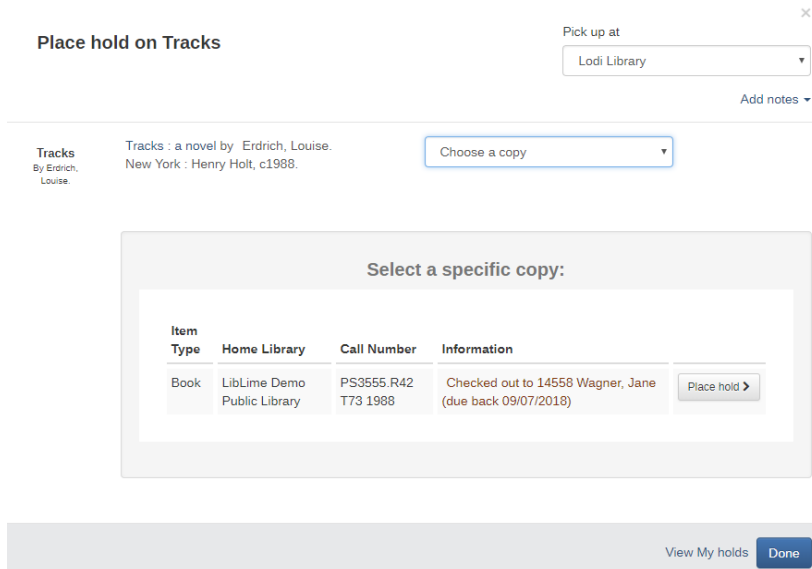 ×
Place hold on Tracks
Pick up at
Lodi Library
Add notes
Tracks
By Erdrich,
Louise.
Tracks : a novel by Erdrich, Louise.
New York : Henry Holt, c1988.
Choose a copy
Select a specific copy:
Item
Type Home Library Call Number Information
Book LibLime Demo PS3555.R42 Checked out to 14558 Wagner, Jane Place hold
Public Library T73 1988 (due back 09/07/2018)
View My holds Done